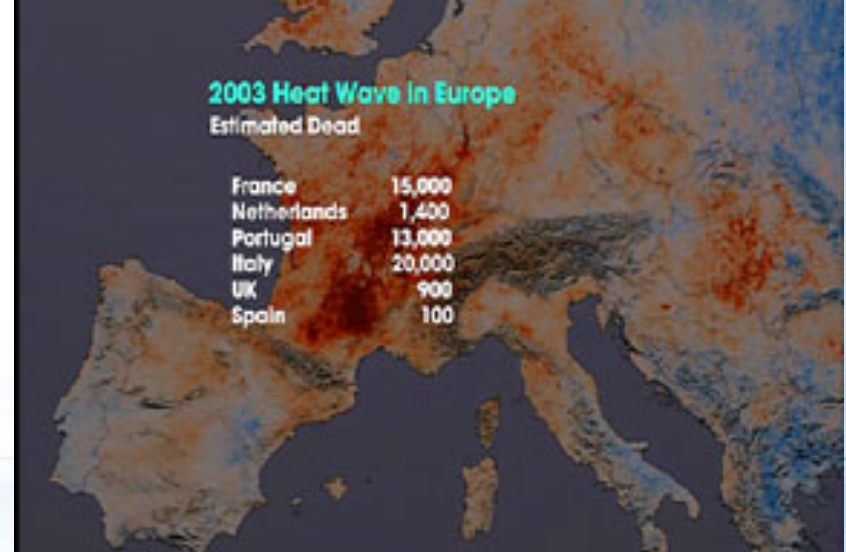 2003 Heat Wave in Europe
Estimated Dead
France 15,000
Netherlands 1,400
Portugal 13,000
Italy 20,000
UK 900
Spain 100